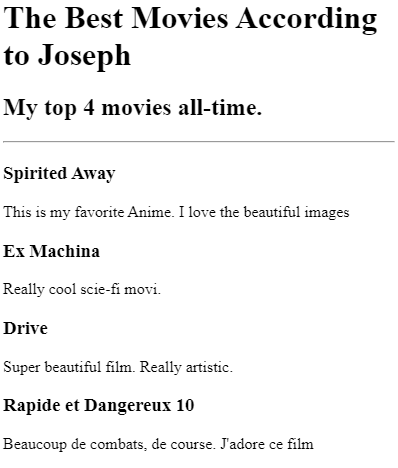 The Best Movies According
to Joseph
My top 4 movies all-time.
Spirited Away
This is my favorite Anime. I love the beautiful images
Ex Machina
Really cool scie-fi movi.
Drive
Super beautiful film. Really artistic.
Rapide et Dangereux 10
Beaucoup de combats, de course. J'adore ce film